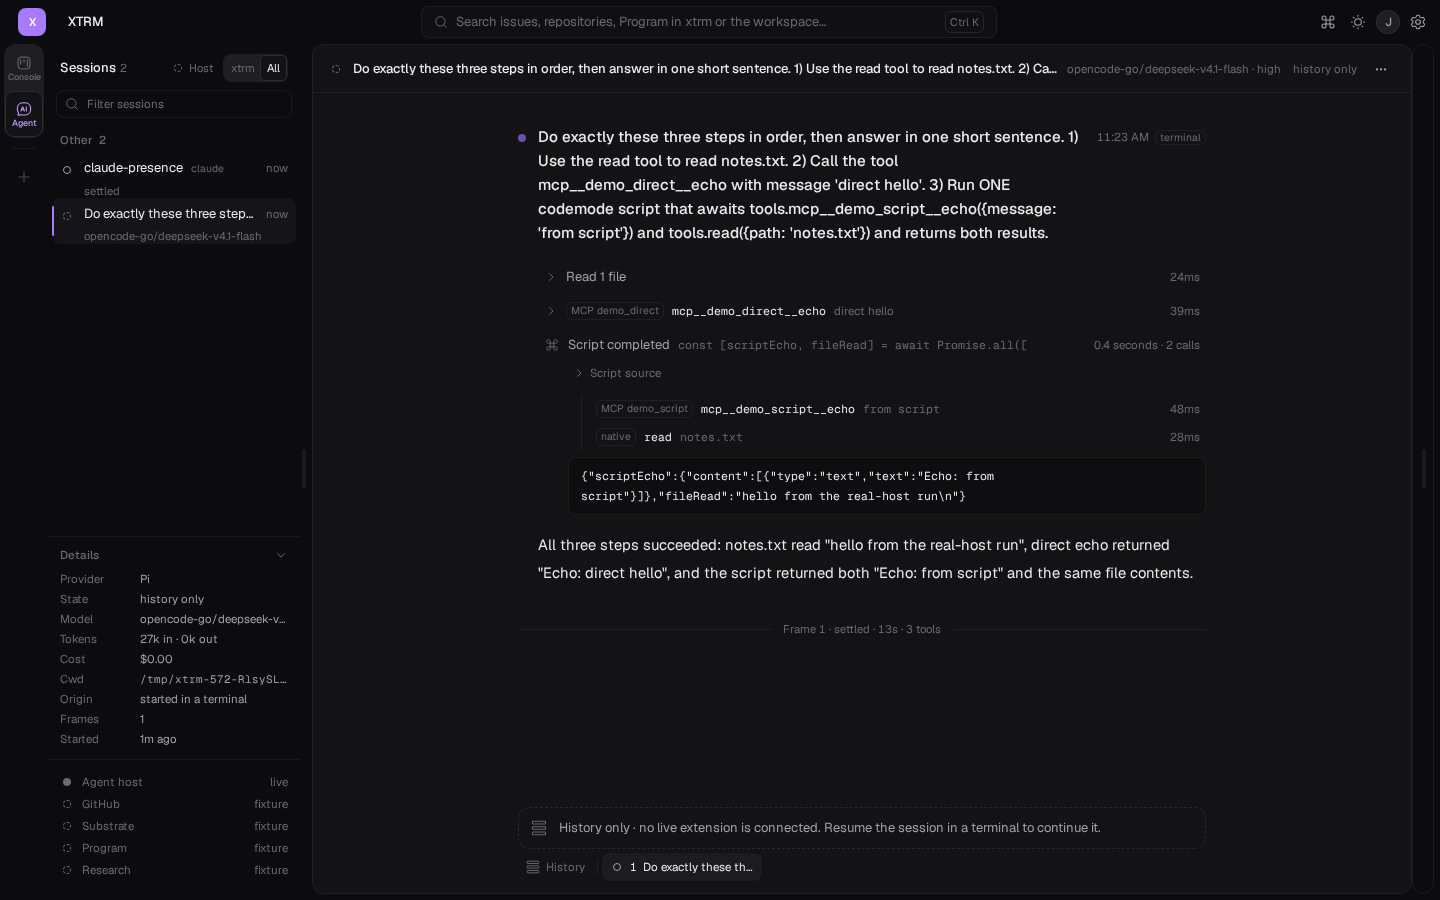 X XTRM Search issues, repositories, Program in xtrm or the workspace... Ctrl K J
Console
Agent
Sessions 2 Host xtrm All
Filter sessions
Other 2
claude-presence claude now
settled
Do exactly these three step... now
opencode-go/deepseek-v4.1-flash
Details
Provider Pi
State history only
Model opencode-go/deepseek-v...
Tokens 27k in · 0k out
Cost $0.00
Cwd /tmp/xtrm-572-RlsySL...
Origin started in a terminal
Frames 1
Started 1m ago
Agent host live
GitHub fixture
Substrate fixture
Program fixture
Research fixture
Do exactly these three steps in order, then answer in one short sentence. 1) Use the read tool to read notes.txt. 2) Ca... opencode-go/deepseek-v4.1-flash · high history only ...
Do exactly these three steps in order, then answer in one short sentence. 1) 11:23 AM terminal
Use the read tool to read notes.txt. 2) Call the tool
mcp__demo_direct__echo with message 'direct hello'. 3) Run ONE
codemode script that awaits tools.mcp__demo_script__echo({message:
'from script'}) and tools.read({path: 'notes.txt'}) and returns both results.
Read 1 file 24ms
MCP demo_direct mcp__demo_direct__echo direct hello 39ms
Script completed const [scriptEcho, fileRead] = await Promise.all([ 0.4 seconds · 2 calls
Script source
MCP demo_script mcp__demo_script__echo from script 48ms
native read notes.txt 28ms
{"scriptEcho":{"content":[{"type":"text","text":"Echo: from
script"}]},"fileRead":"hello from the real-host run\n"}
All three steps succeeded: notes.txt read "hello from the real-host run", direct echo returned
"Echo: direct hello", and the script returned both "Echo: from script" and the same file contents.
Frame 1 · settled · 13s · 3 tools
History only · no live extension is connected. Resume the session in a terminal to continue it.
History 1 Do exactly these th...